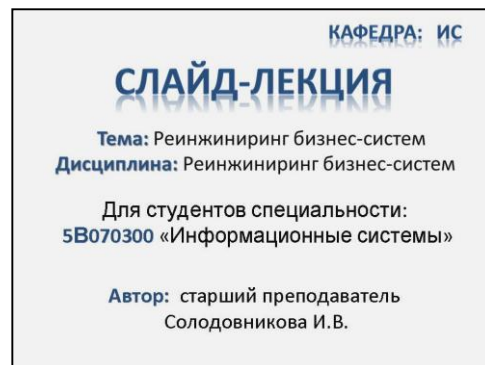 КАФЕДРА: ИС
СЛАЙД-ЛЕКЦИЯ
Тема: Реинжиниринг бизнес-систем
Дисциплина: Реинжиниринг бизнес-систем
Для студентов специальности:
5В070300 «Информационные системы»
Автор: старший преподаватель
Солодовникова И.В.